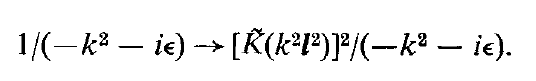 1/(−k² − iϵ) → [K̃(k²l²)]²/(−k² − iϵ).